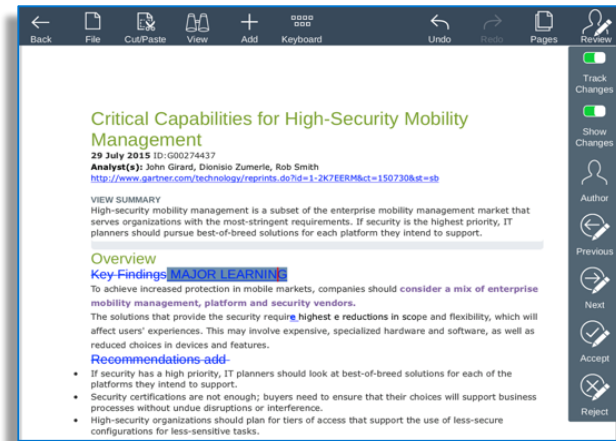 Back File Cut/Paste View Add Keyboard Undo Redo Pages Review
Track
Changes
Show
Changes
Author
Previous
Next
Accept
Reject
Critical Capabilities for High-Security Mobility
Management
29 July 2015 ID:G00274437
Analyst(s): John Girard, Dionisio Zumerle, Rob Smith
http://www.gartner.com/technology/reprints.do?id=1-2K7EERM&ct=150730&st=sb
VIEW SUMMARY
High-security mobility management is a subset of the enterprise mobility management market that
serves organizations with the most-stringent requirements. If security is the highest priority, IT
planners should pursue best-of-breed solutions for each platform they intend to support.
Overview
Key Findings MAJOR LEARNING
To achieve increased protection in mobile markets, companies should consider a mix of enterprise
mobility management, platform and security vendors.
The solutions that provide the security require highest e reductions in scope and flexibility, which will
affect users' experiences. This may involve expensive, specialized hardware and software, as well as
reduced choices in devices and features.
Recommendations add
• If security has a high priority, IT planners should look at best-of-breed solutions for each of the
platforms they intend to support.
• Security certifications are not enough; buyers need to ensure that their choices will support business
processes without undue disruptions or interference.
• High-security organizations should plan for tiers of access that support the use of less-secure
configurations for less-sensitive tasks.